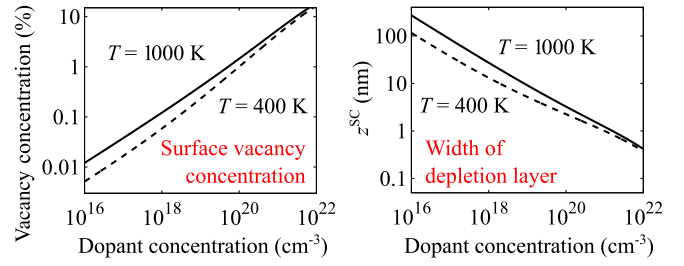 Vacancy concentration (%)
10
1
0.1
0.01
T = 1000 K
T = 400 K
Surface vacancy
concentration
10^16 10^18 10^20 10^22
Dopant concentration (cm^-3)
z^SC (nm)
100
10
1
0.1
T = 1000 K
T = 400 K
Width of
depletion layer
10^16 10^18 10^20 10^22
Dopant concentration (cm^-3)